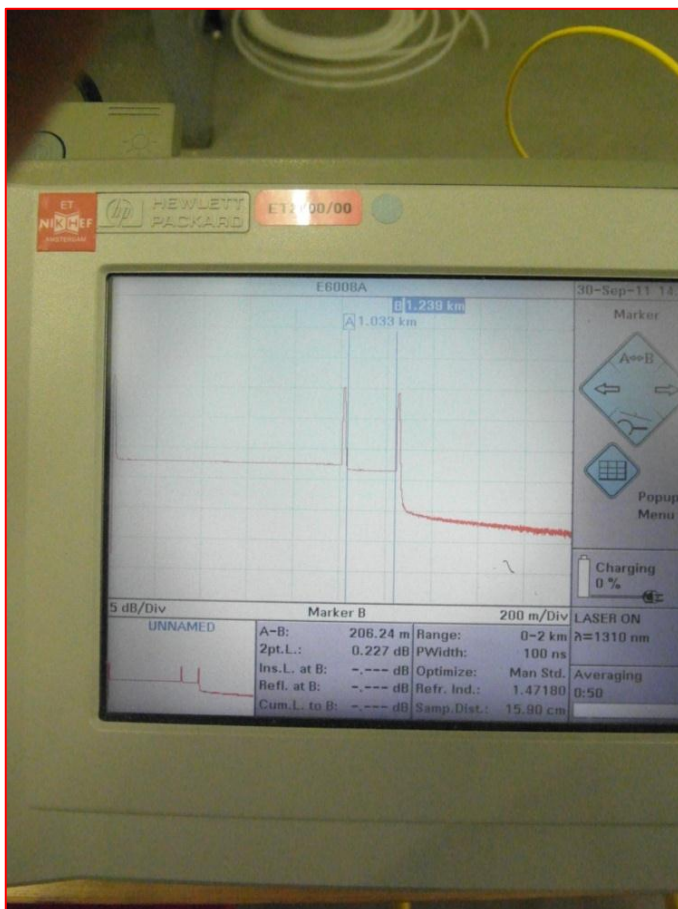 ET
NIKHEF
AMSTERDAM
hp HEWLETT
PACKARD
E6008A
30-Sep-11 14
B 1.239 km
A 1.033 km
Marker
A⇔B
Popup
Menu
Charging
0 %
5 dB/Div Marker B 200 m/Div
LASER ON
λ=1310 nm
UNNAMED
A-B: 206.24 m
2pt.L.: 0.227 dB
Ins.L. at B: -.--- dB
Refl. at B: -.--- dB
Cum.L. to B: -.--- dB
Range: 0-2 km
PWidth: 100 ns
Optimize: Man Std.
Refr. Ind.: 1.47180
Samp.Dist.: 15.90 cm
Averaging
0:50